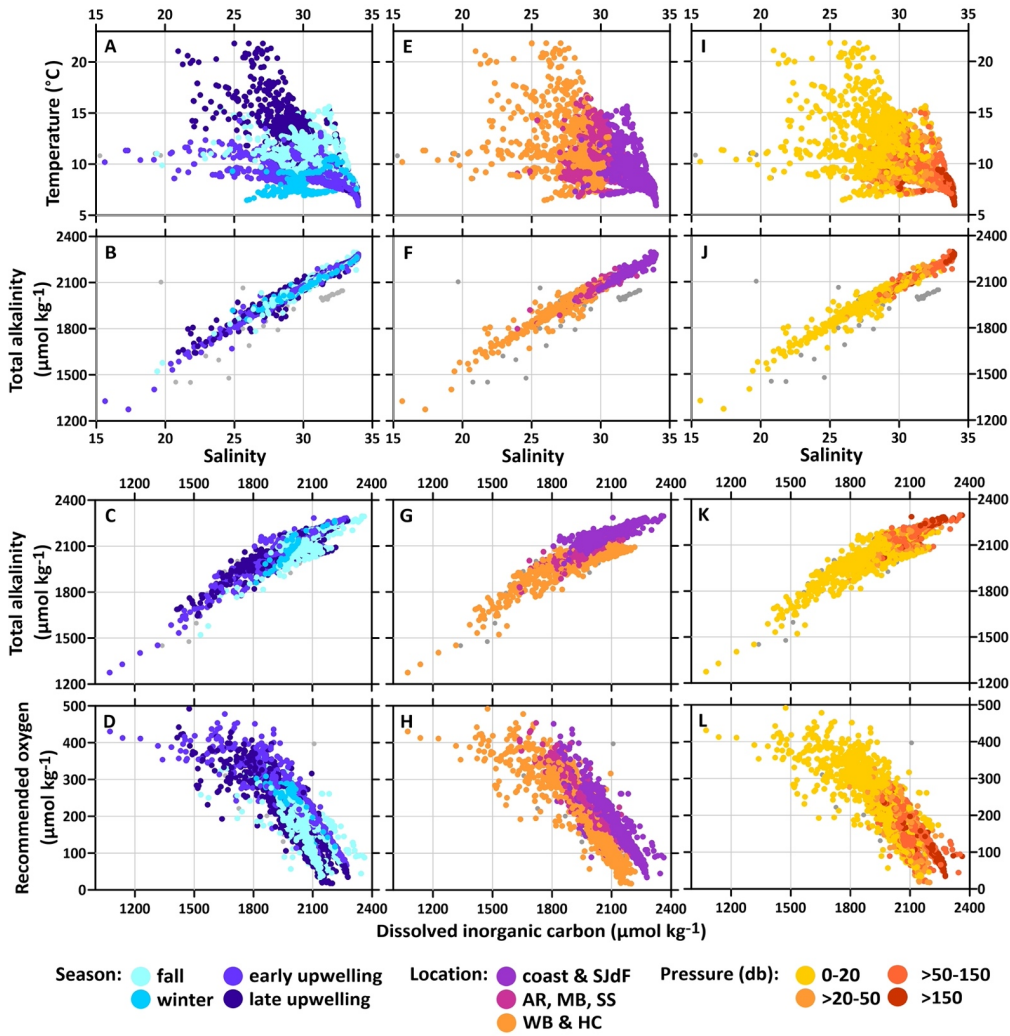 15 20 25 30 35 15 20 25 30 35 15 20 25 30 35
A E I
Temperature (°C)
20 15 10 5
20 15 10 5
B F J
Total alkalinity
(µmol kg-1)
2400 2100 1800 1500 1200
2400 2100 1800 1500 1200
15 20 25 30 35 15 20 25 30 35 15 20 25 30 35
Salinity Salinity Salinity
1200 1500 1800 2100 2400 1200 1500 1800 2100 2400 1200 1500 1800 2100 2400
C G K
Total alkalinity
(µmol kg-1)
2400 2100 1800 1500 1200
2400 2100 1800 1500 1200
D H L
Recommended oxygen
(µmol kg-1)
500 400 300 200 100 0
500 400 300 200 100 0
1200 1500 1800 2100 2400 1200 1500 1800 2100 2400 1200 1500 1800 2100 2400
Dissolved inorganic carbon (µmol kg-1)
Season: fall early upwelling Location: coast & SJdF Pressure (db): 0-20 >50-150
winter late upwelling AR, MB, SS >20-50 >150
WB & HC